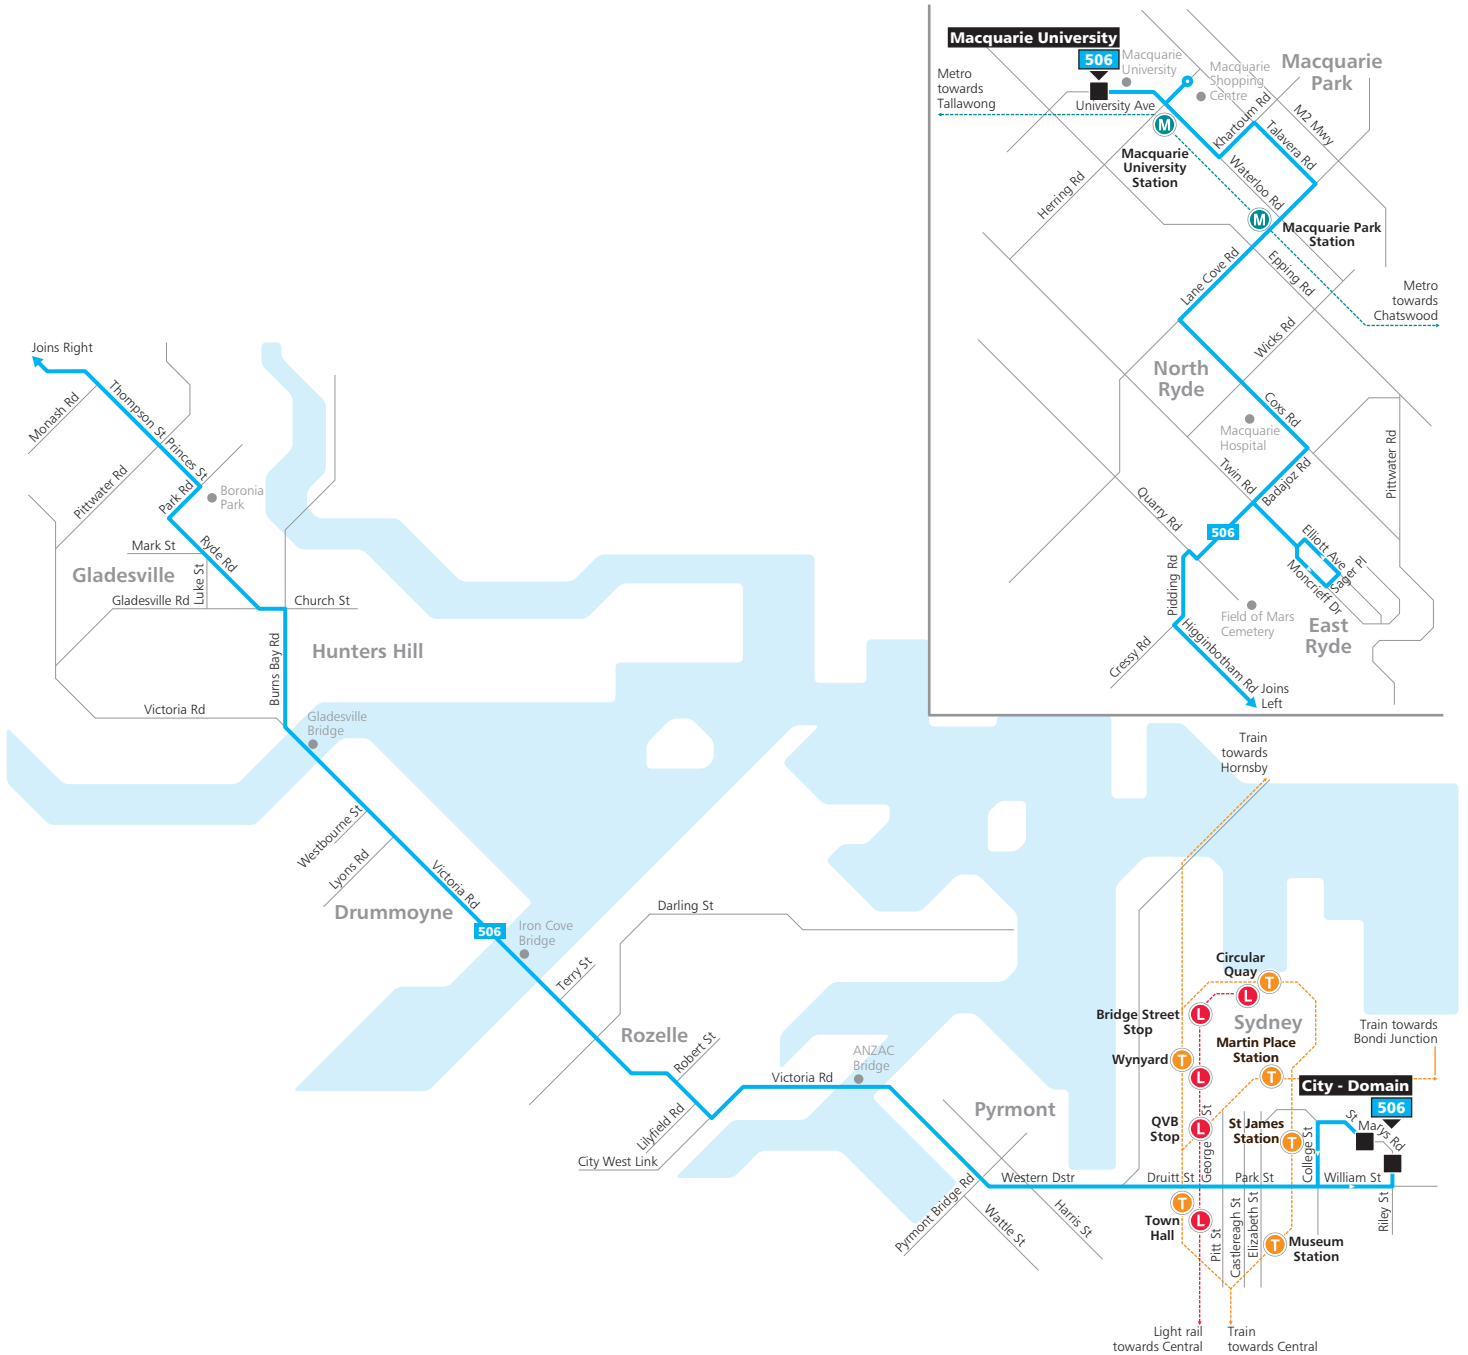 Macquarie University
506
Macquarie
University
Macquarie
Shopping
Centre
Macquarie
Park
Metro
towards
Tallawong
University Ave
Khartoum Rd
M2 Mwy
Talavera Rd
Macquarie
University
Station
Waterloo Rd
Herring Rd
Macquarie Park
Station
Lane Cove Rd
Epping Rd
Metro
towards
Chatswood
Wicks Rd
North
Ryde
Coxs Rd
Macquarie
Hospital
Pittwater Rd
Twin Rd
Badajoz Rd
Quarry Rd
506
Elliott Ave
Sager Pl
Moncrieff Dr
Pidding Rd
Field of Mars
Cemetery
East
Ryde
Cressy Rd
Higginbotham Rd
Joins
Left
Joins Right
Monash Rd
Thompson St
Princes St
Pittwater Rd
Park Rd
Boronia
Park
Mark St
Ryde Rd
Gladesville
Luke St
Gladesville Rd
Church St
Burns Bay Rd
Hunters Hill
Victoria Rd
Gladesville
Bridge
Westbourne St
Lyons Rd
Victoria Rd
Drummoyne
506
Iron Cove
Bridge
Darling St
Terry St
Rozelle
Robert St
Lilyfield Rd
City West Link
Victoria Rd
ANZAC
Bridge
Pyrmont
Pyrmont Bridge Rd
Western Dstr
Wattle St
Harris St
Train
towards
Hornsby
Circular
Quay
T
L
Bridge Street
Stop
L
Sydney
Wynyard
T
L
Martin Place
Station
T
Train towards
Bondi Junction
City - Domain
506
QVB
Stop
L
George St
St James
Station
T
College St
St Marys Rd
Druitt St
Park St
William St
Town
Hall
T
L
Pitt St
Castlereagh St
Elizabeth St
T
Museum
Station
Riley St
Light rail
towards Central
Train
towards Central
M
M